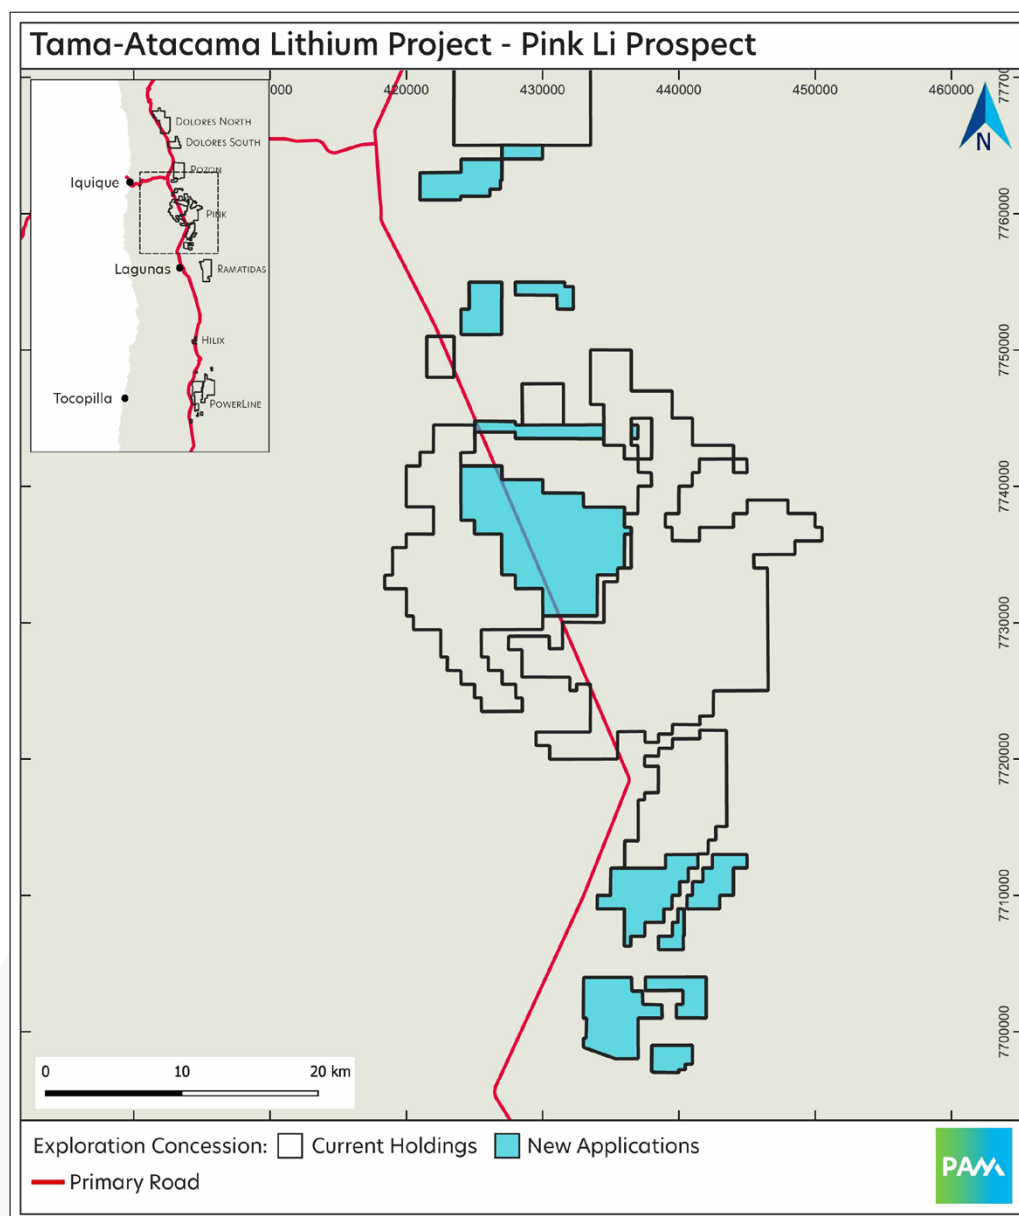 Tama-Atacama Lithium Project - Pink Li Prospect
0000
420000
430000
440000
450000
460000
77700
7760000
7750000
7740000
7730000
7720000
7710000
7700000
N
DOLORES NORTH
DOLORES SOUTH
POZON
Iquique
PINK
Lagunas
RAMATIDAS
HILIX
Tocopilla
POWERLINE
0 10 20 km
Exploration Concession: Current Holdings New Applications
Primary Road
PAM